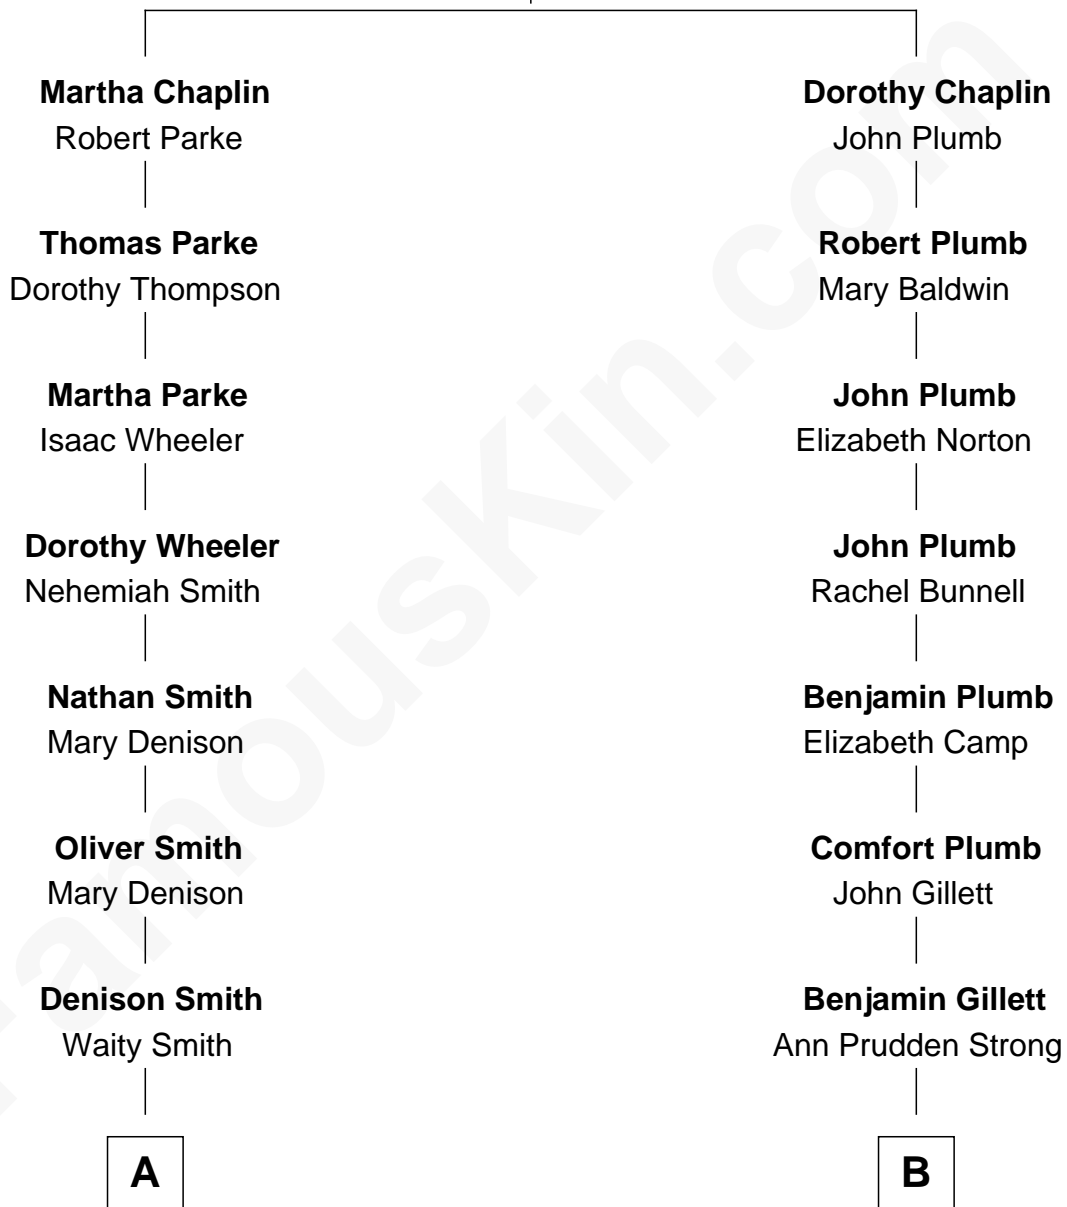 Martha Chaplin
Robert Parke
Thomas Parke
Dorothy Thompson
Martha Parke
Isaac Wheeler
Dorothy Wheeler
Nehemiah Smith
Nathan Smith
Mary Denison
Oliver Smith
Mary Denison
Denison Smith
Waity Smith
A
Dorothy Chaplin
John Plumb
Robert Plumb
Mary Baldwin
John Plumb
Elizabeth Norton
John Plumb
Rachel Bunnell
Benjamin Plumb
Elizabeth Camp
Comfort Plumb
John Gillett
Benjamin Gillett
Ann Prudden Strong
B
FamousKin.com